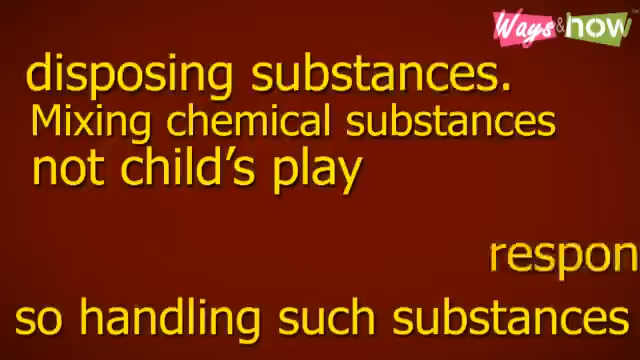 Ways&how
disposing substances.
Mixing chemical substances
not child's play
respon
so handling such substances